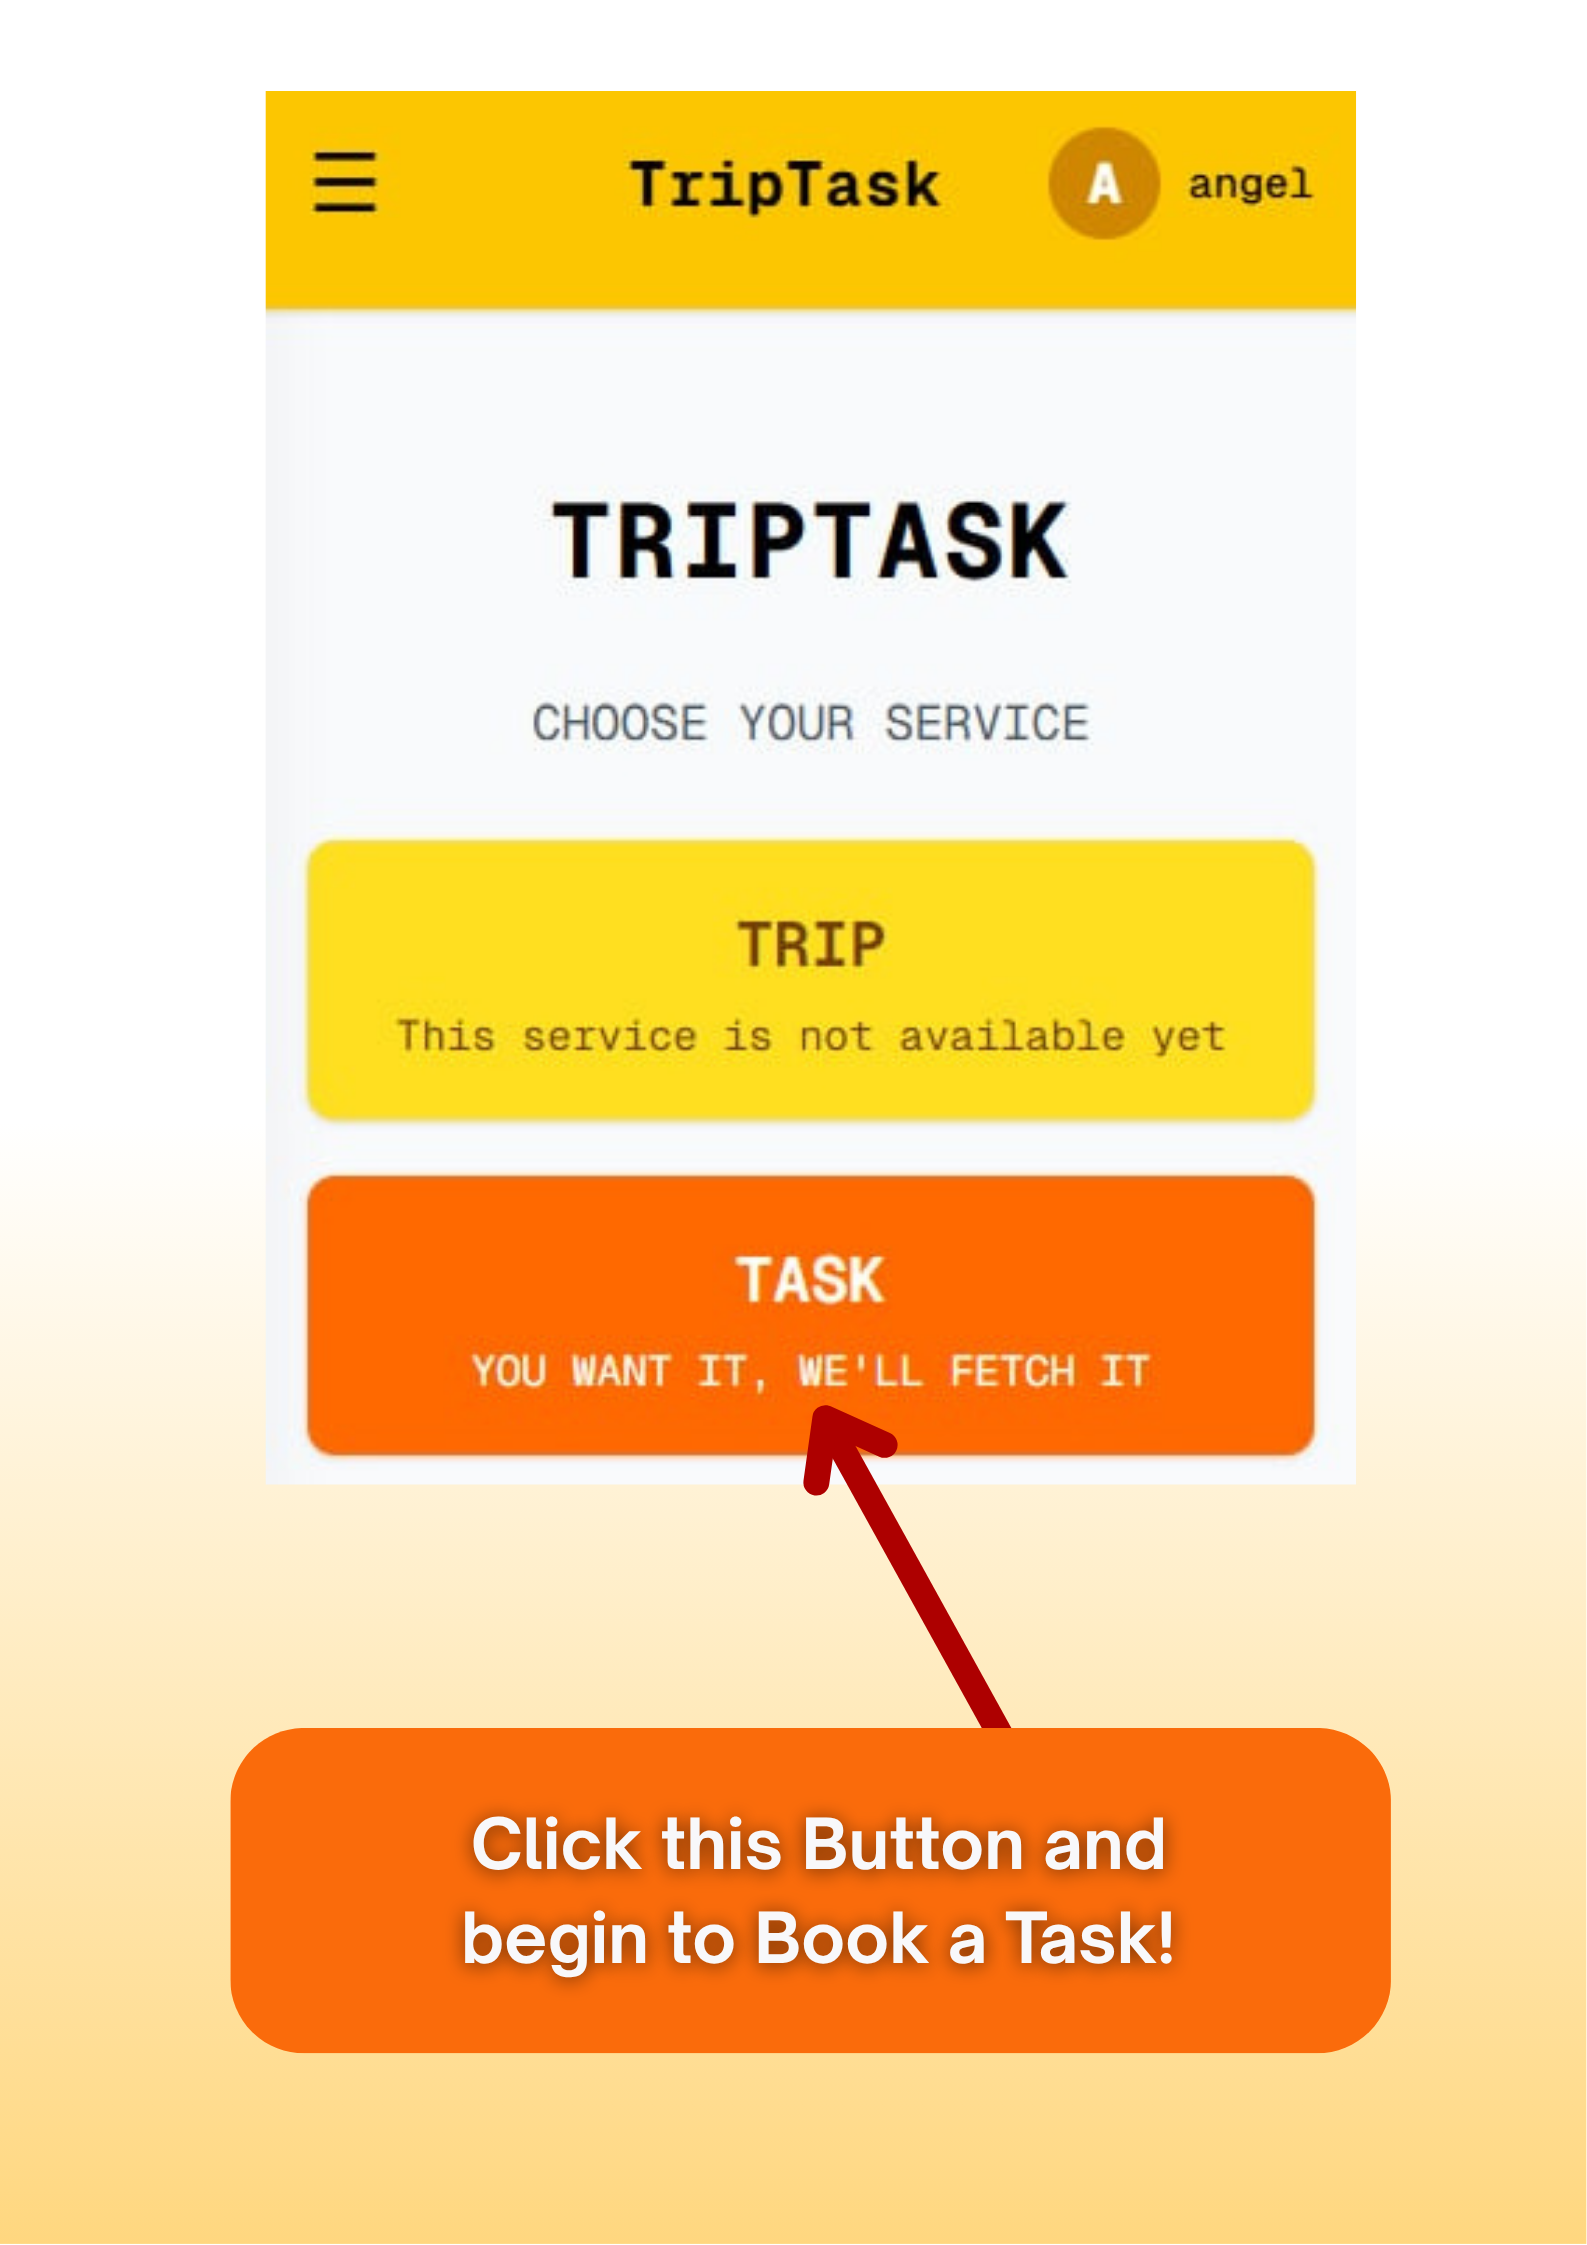 TripTask
A
angel
TRIPTASK
CHOOSE YOUR SERVICE
TRIP
This service is not available yet
TASK
YOU WANT IT, WE'LL FETCH IT
Click this Button and
begin to Book a Task!